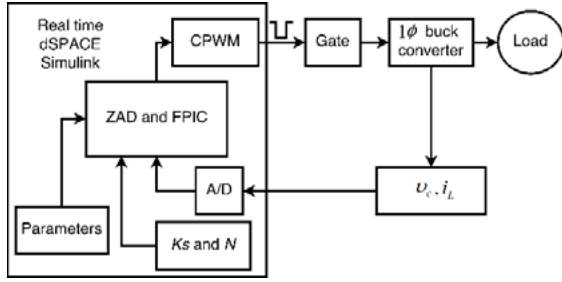 Real time
dSPACE
Simulink
CPWM
Gate
1ϕ buck
converter
Load
ZAD and FPIC
A/D
υc, iL
Parameters
Ks and N